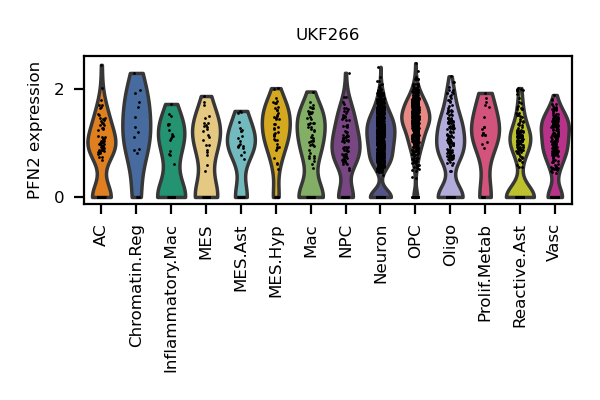 UKF266
PFN2 expression
2
0
AC
Chromatin.Reg
Inflammatory.Mac
MES
MES.Ast
MES.Hyp
Mac
NPC
Neuron
OPC
Oligo
Prolif.Metab
Reactive.Ast
Vasc